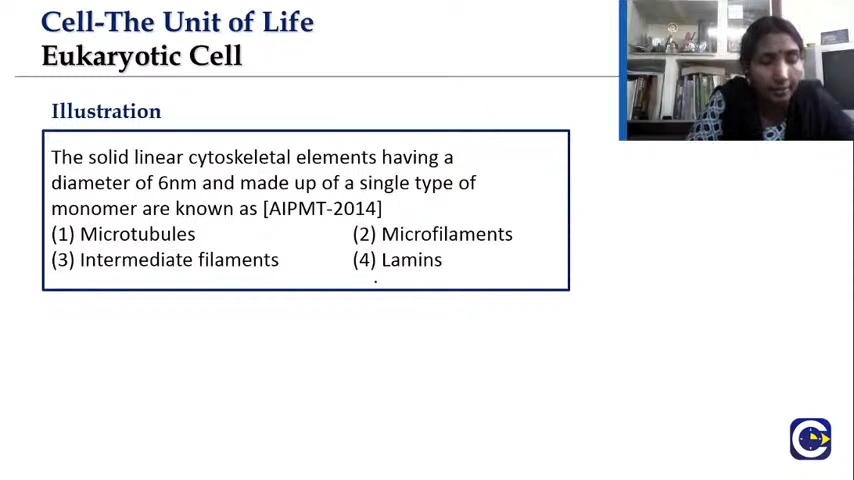 Cell-The Unit of Life
Eukaryotic Cell
Illustration
The solid linear cytoskeletal elements having a
diameter of 6nm and made up of a single type of
monomer are known as [AIPMT-2014]
(1) Microtubules (2) Microfilaments
(3) Intermediate filaments (4) Lamins